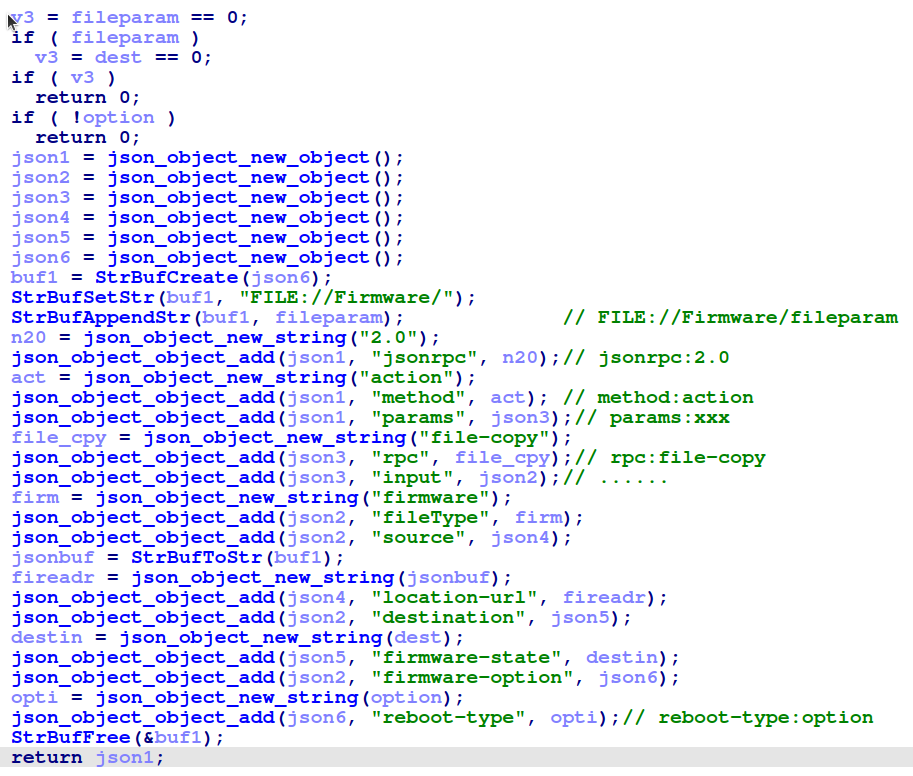 v3 = fileparam == 0;
if ( fileparam )
  v3 = dest == 0;
if ( v3 )
  return 0;
if ( !option )
  return 0;
json1 = json_object_new_object();
json2 = json_object_new_object();
json3 = json_object_new_object();
json4 = json_object_new_object();
json5 = json_object_new_object();
json6 = json_object_new_object();
buf1 = StrBufCreate(json6);
StrBufSetStr(buf1, "FILE://Firmware/");
StrBufAppendStr(buf1, fileparam);             // FILE://Firmware/fileparam
n20 = json_object_new_string("2.0");
json_object_object_add(json1, "jsonrpc", n20);// jsonrpc:2.0
act = json_object_new_string("action");
json_object_object_add(json1, "method", act); // method:action
json_object_object_add(json1, "params", json3);// params:xxx
file_cpy = json_object_new_string("file-copy");
json_object_object_add(json3, "rpc", file_cpy);// rpc:file-copy
json_object_object_add(json3, "input", json2);// ......
firm = json_object_new_string("firmware");
json_object_object_add(json2, "fileType", firm);
json_object_object_add(json2, "source", json4);
jsonbuf = StrBufToStr(buf1);
fireadr = json_object_new_string(jsonbuf);
json_object_object_add(json4, "location-url", fireadr);
json_object_object_add(json2, "destination", json5);
destin = json_object_new_string(dest);
json_object_object_add(json5, "firmware-state", destin);
json_object_object_add(json2, "firmware-option", json6);
opti = json_object_new_string(option);
json_object_object_add(json6, "reboot-type", opti);// reboot-type:option
StrBufFree(&buf1);
return json1;